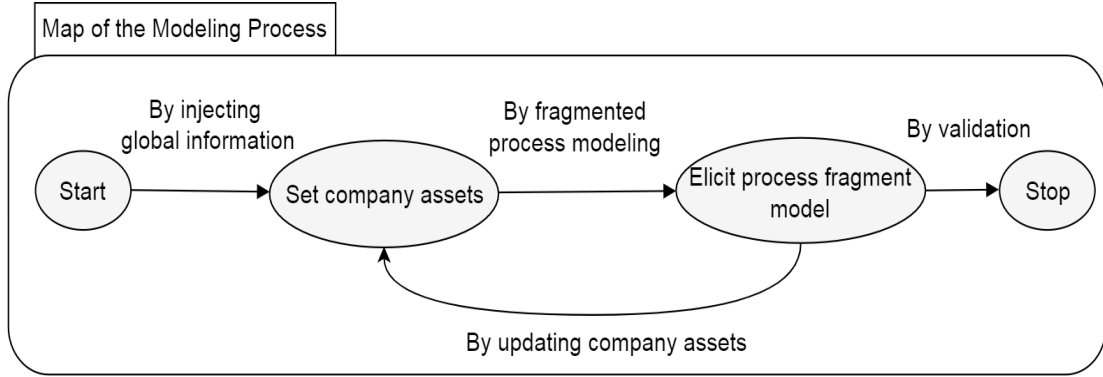 Map of the Modeling Process
By injecting
global information
By fragmented
process modeling
By validation
Start
Set company assets
Elicit process fragment
model
Stop
By updating company assets